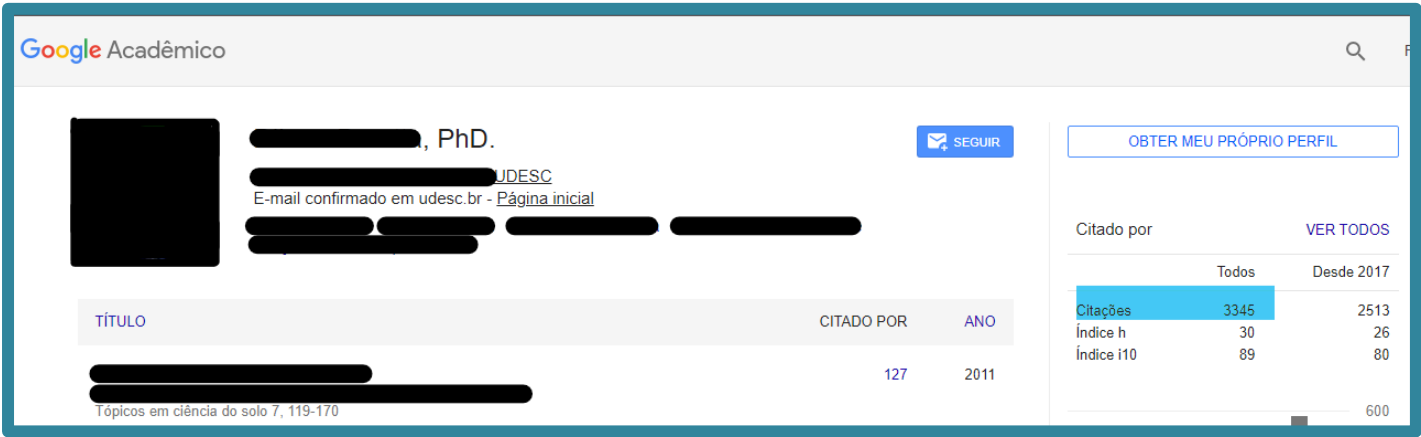 Google Acadêmico
, PhD.
SEGUIR
UDESC
E-mail confirmado em udesc.br - Página inicial
TÍTULO CITADO POR ANO
127 2011
Tópicos em ciência do solo 7, 119-170
OBTER MEU PRÓPRIO PERFIL
Citado por VER TODOS
Todos Desde 2017
Citações 3345 2513
Índice h 30 26
Índice i10 89 80
600